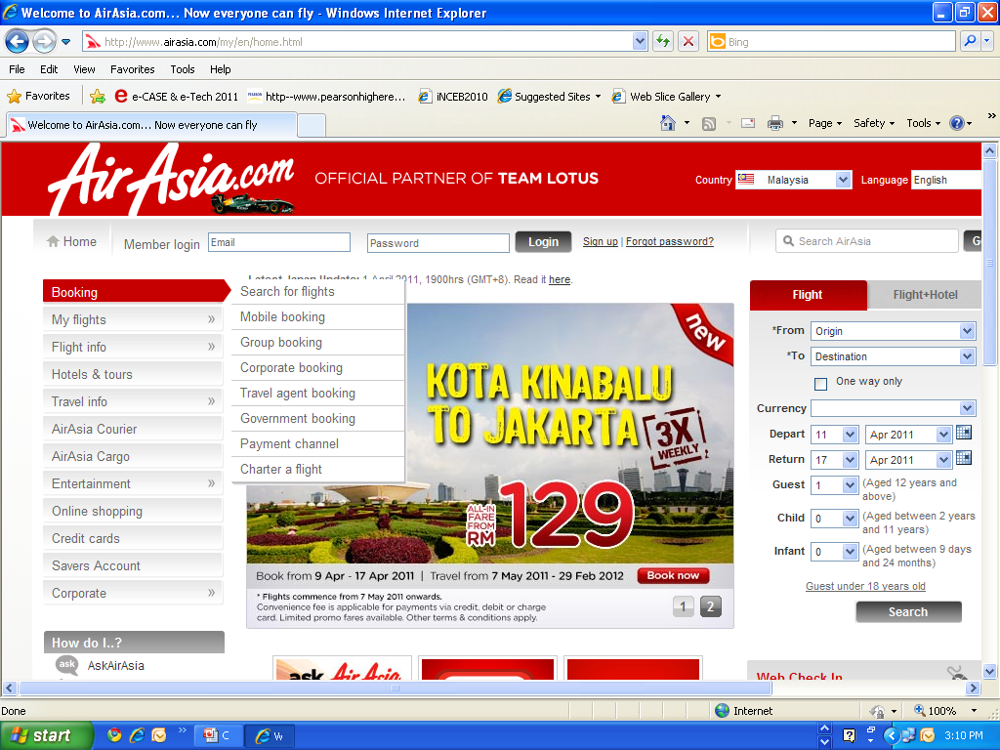 Welcome to AirAsia.com... Now everyone can fly - Windows Internet Explorer
http://www.airasia.com/my/en/home.html
Bing
File Edit View Favorites Tools Help
Favorites e-CASE & e-Tech 2011 http--www.pearsonhighere... iNCEB2010 Suggested Sites Web Slice Gallery
Welcome to AirAsia.com... Now everyone can fly
Page Safety Tools
AirAsia.com
OFFICIAL PARTNER OF TEAM LOTUS
Country Malaysia Language English
Home Member login Email Password Login Sign up | Forgot password? Search AirAsia
Latest Japan Update: 1 April 2011, 1900hrs (GMT+8). Read it here.
Booking
My flights »
Flight info »
Hotels & tours
Travel info »
AirAsia Courier
AirAsia Cargo
Entertainment »
Online shopping
Credit cards
Savers Account
Corporate »
How do I..?
ask AskAirAsia
Search for flights
Mobile booking
Group booking
Corporate booking
Travel agent booking
Government booking
Payment channel
Charter a flight
new
KOTA KINABALU
TO JAKARTA
3X
WEEKLY
ALL-IN
FARE
FROM
RM
129
Book from 9 Apr - 17 Apr 2011 | Travel from 7 May 2011 - 29 Feb 2012 Book now
* Flights commence from 7 May 2011 onwards.
Convenience fee is applicable for payments via credit, debit or charge
card. Limited promo fares available. Other terms & conditions apply.
1 2
ask AirAsia
Flight Flight+Hotel
*From Origin
*To Destination
One way only
Currency
Depart 11 Apr 2011
Return 17 Apr 2011
Guest 1 (Aged 12 years and
above)
Child 0 (Aged between 2 years
and 11 years)
Infant 0 (Aged between 9 days
and 24 months)
Guest under 18 years old
Search
Web Check In
Done Internet 100%
start C W 3:10 PM